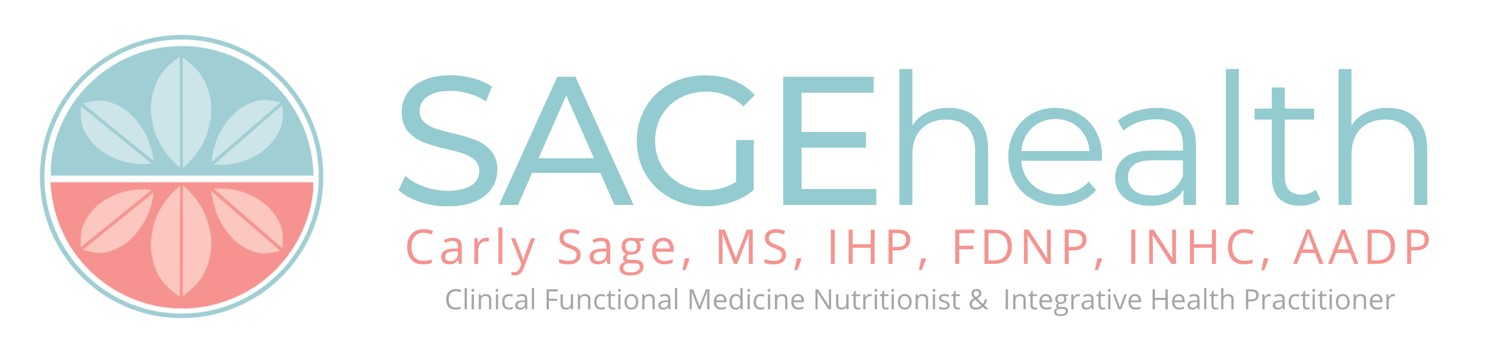 SAGEhealth
Carly Sage, MS, IHP, FDNP, INHC, AADP
Clinical Functional Medicine Nutritionist & Integrative Health Practitioner